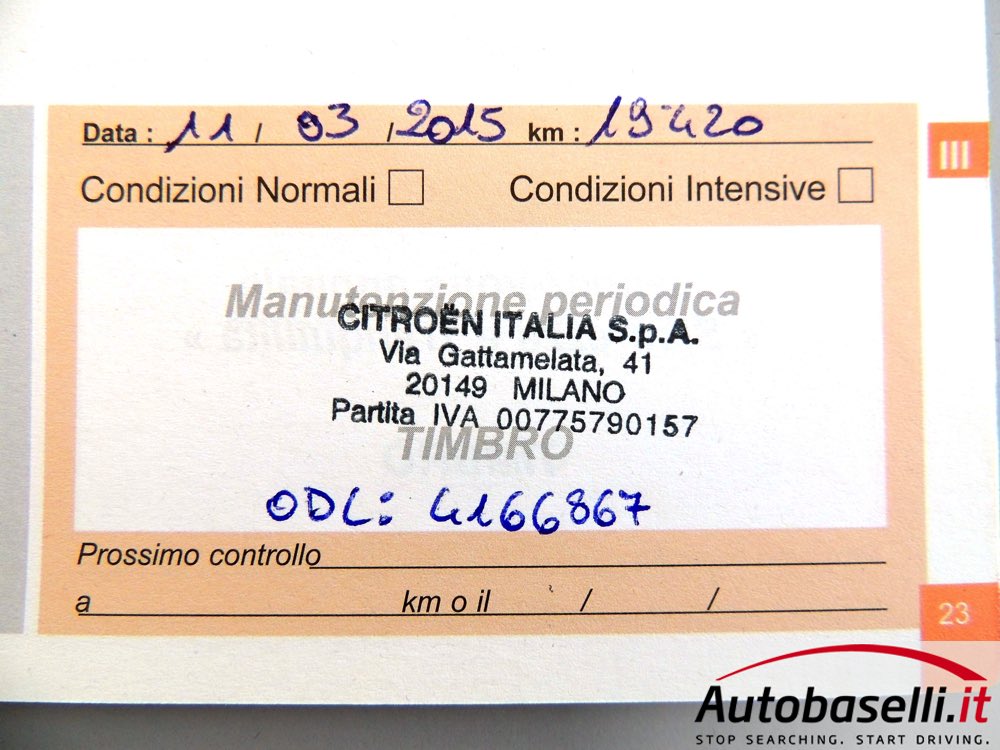 Data : 11 / 03 / 2015 km : 19420
III
Condizioni Normali Condizioni Intensive
Manutenzione periodica
CITROËN ITALIA S.p.A.
Via Gattamelata, 41
20149 MILANO
Partita IVA 00775790157
TIMBRO
ODL: 4166867
Prossimo controllo
a km o il / /
23
Autobaselli.it
STOP SEARCHING. START DRIVING.